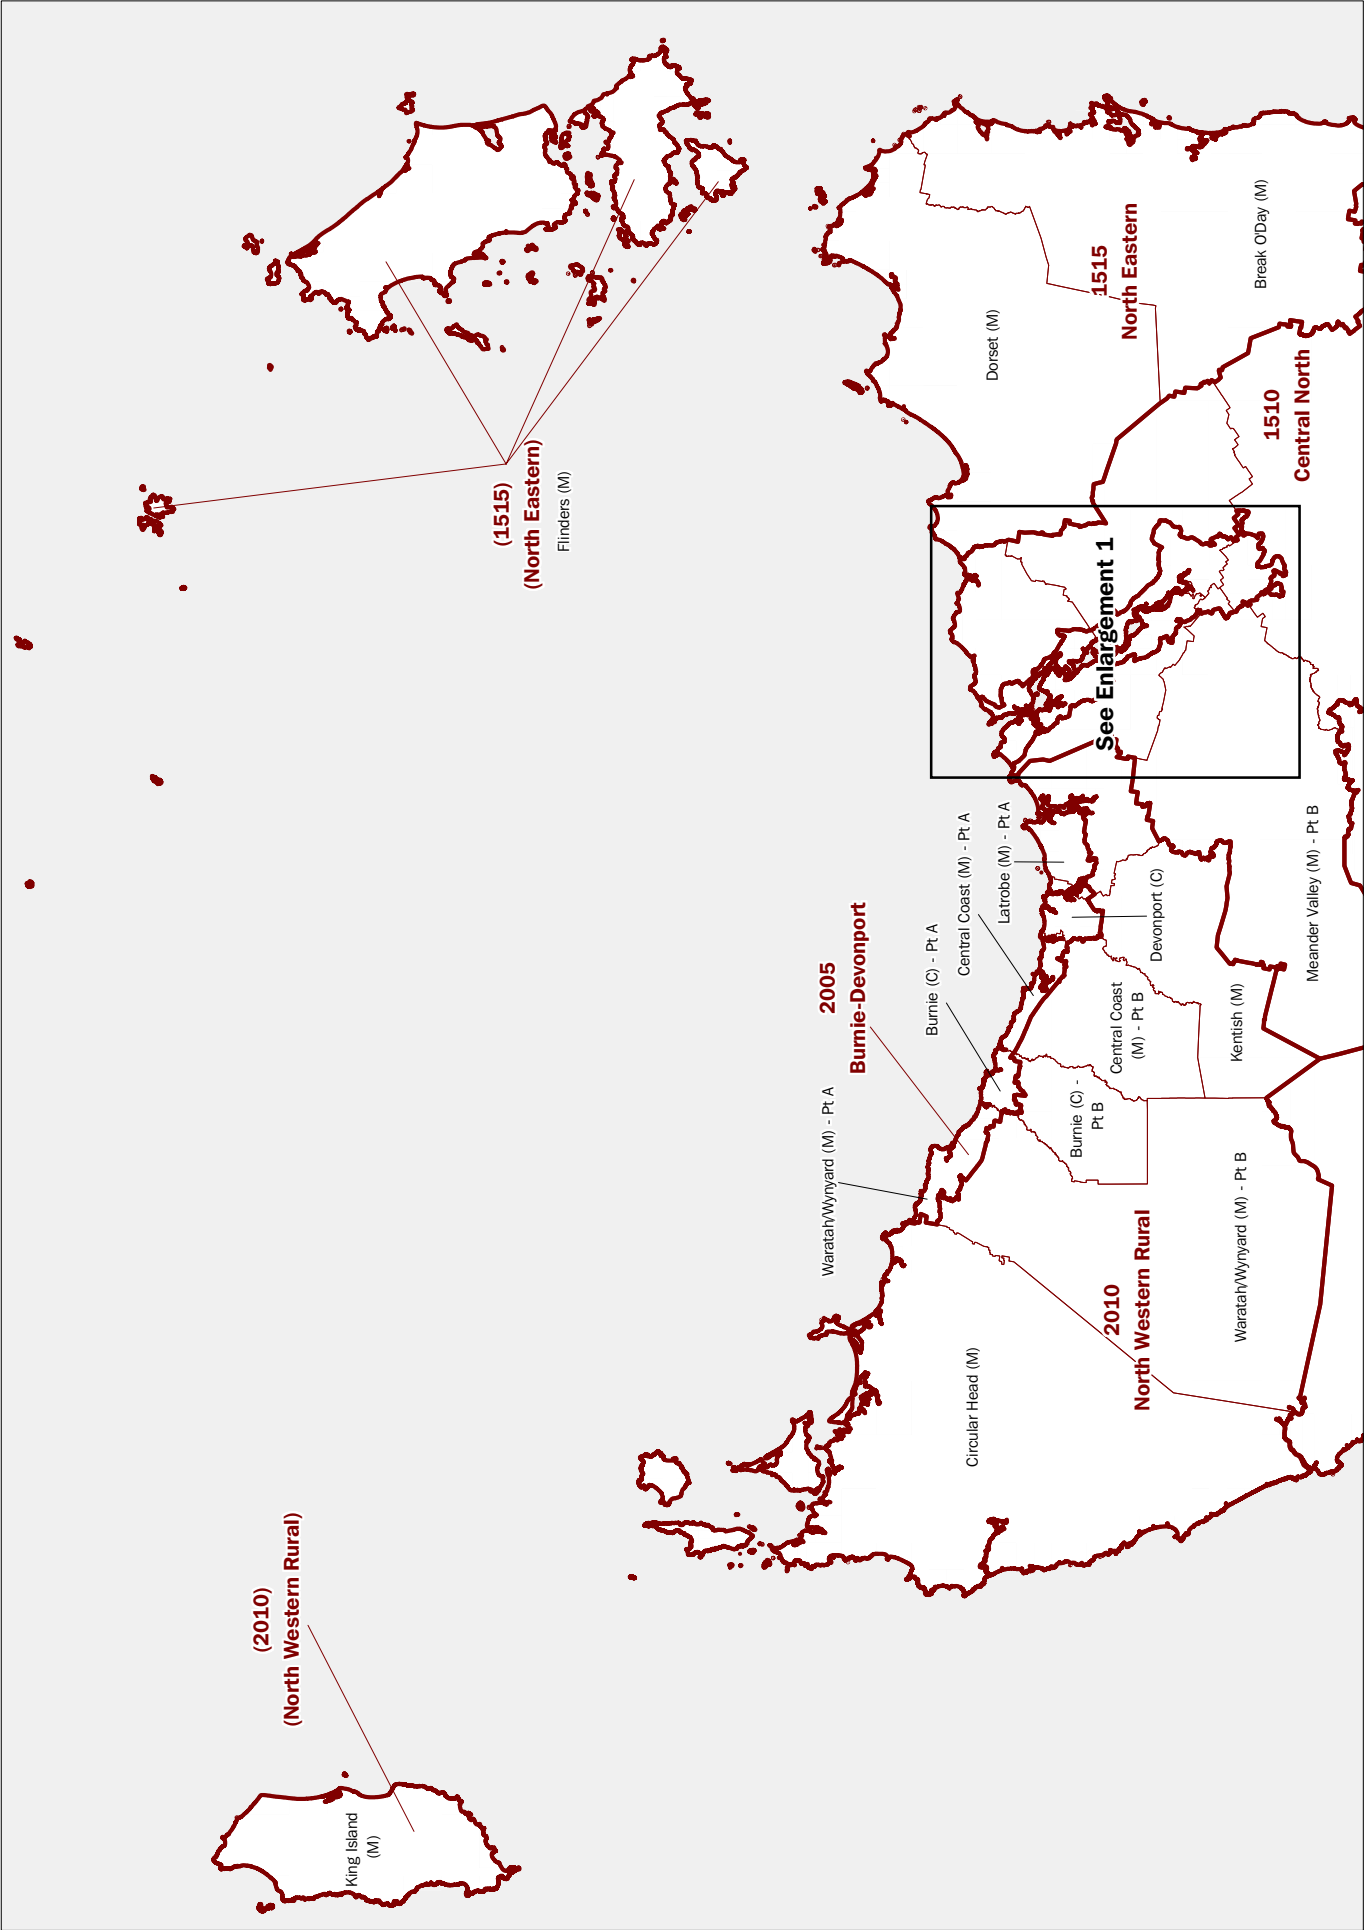 (2010)
(North Western Rural)
King Island
(M)
(1515)
(North Eastern)
Flinders (M)
2005
Burnie-Devonport
Waratah/Wynyard (M) - Pt A
Burnie (C) - Pt A
Central Coast (M) - Pt A
Latrobe (M) - Pt A
Circular Head (M)
2010
North Western Rural
Waratah/Wynyard (M) - Pt B
Burnie (C) -
Pt B
Central Coast
(M) - Pt B
Devonport (C)
Kentish (M)
Meander Valley (M) - Pt B
See Enlargement 1
Dorset (M)
1515
North Eastern
Break O'Day (M)
1510
Central North